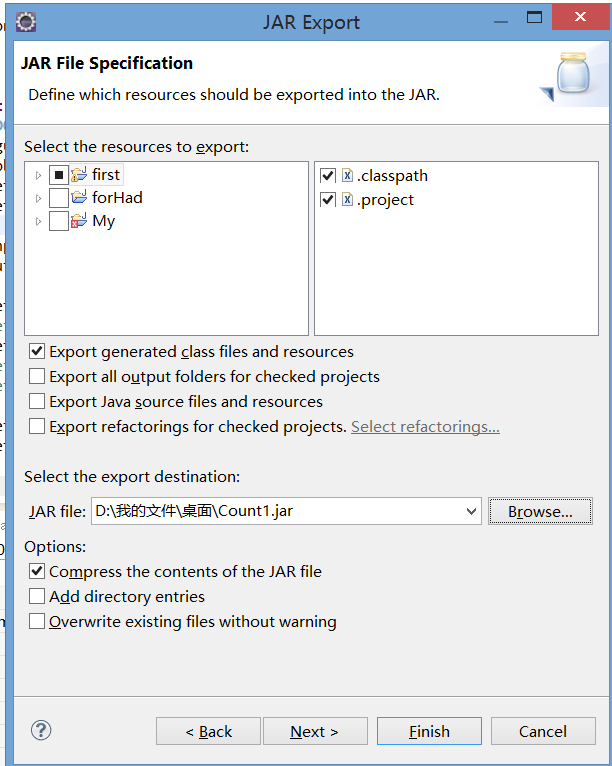 JAR Export
JAR File Specification
Define which resources should be exported into the JAR.
Select the resources to export:
first
forHad
My
.classpath
.project
Export generated class files and resources
Export all output folders for checked projects
Export Java source files and resources
Export refactorings for checked projects. Select refactorings...
Select the export destination:
JAR file: D:\我的文件\桌面\Count1.jar Browse...
Options:
Compress the contents of the JAR file
Add directory entries
Overwrite existing files without warning
? < Back Next > Finish Cancel